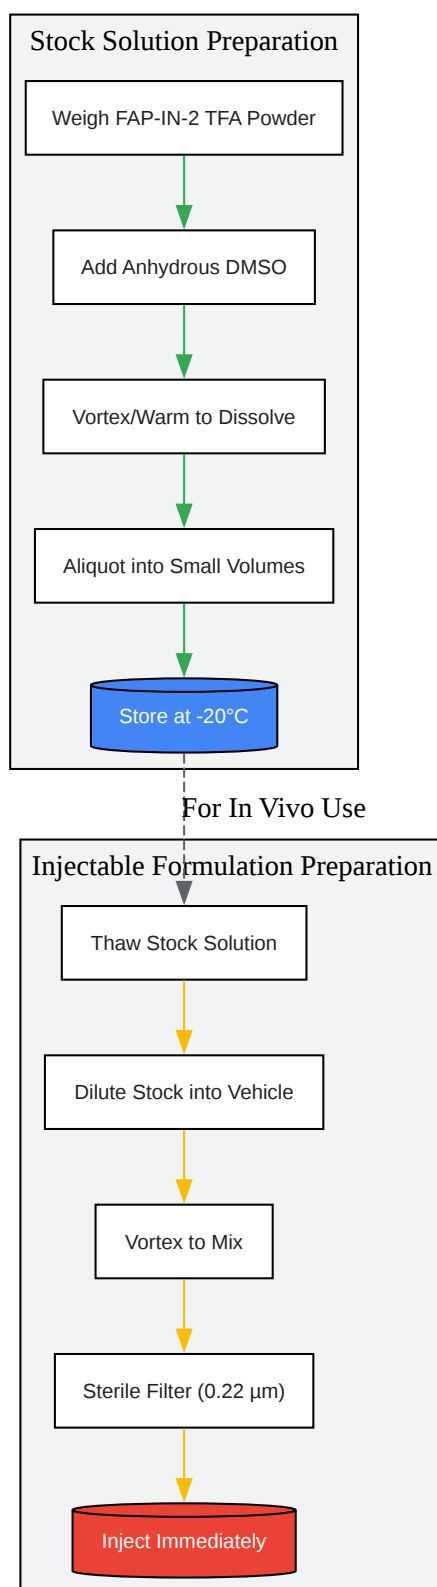 Stock Solution Preparation
Weigh FAP-IN-2 TFA Powder
Add Anhydrous DMSO
Vortex/Warm to Dissolve
Aliquot into Small Volumes
Store at -20°C
For In Vivo Use
Injectable Formulation Preparation
Thaw Stock Solution
Dilute Stock into Vehicle
Vortex to Mix
Sterile Filter (0.22 µm)
Inject Immediately